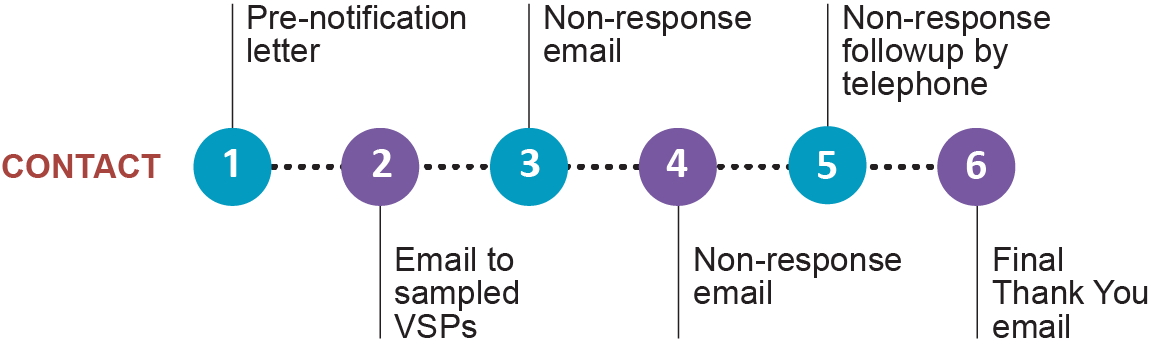 Pre-notification
letter
Non-response
email
Non-response
followup by
telephone
CONTACT
1
2
3
4
5
6
Email to
sampled
VSPs
Non-response
email
Final
Thank You
email